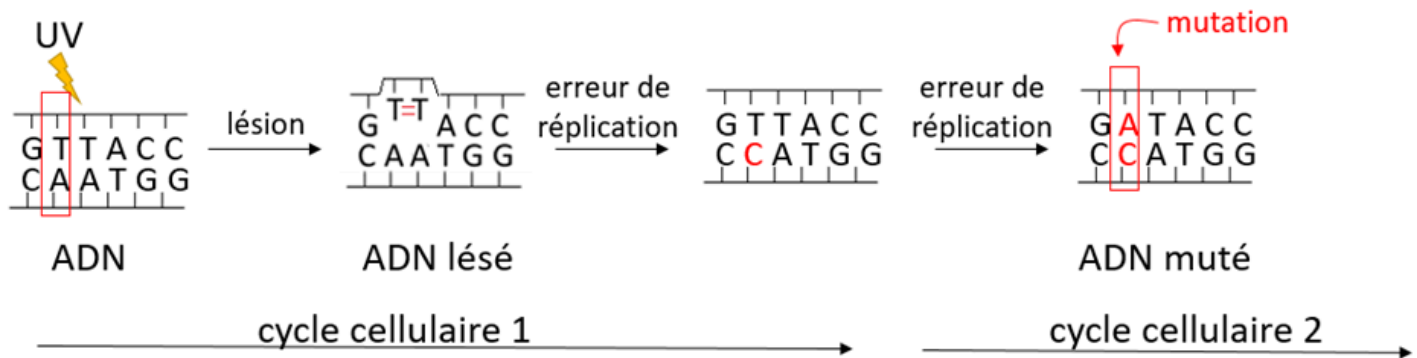 UV
mutation
lésion
erreur de
réplication
erreur de
réplication
G T T A C C
C A A T G G
G T=T A C C
C A A T G G
G T T A C C
C C A T G G
G A T A C C
C C A T G G
ADN
ADN lésé
ADN muté
cycle cellulaire 1
cycle cellulaire 2